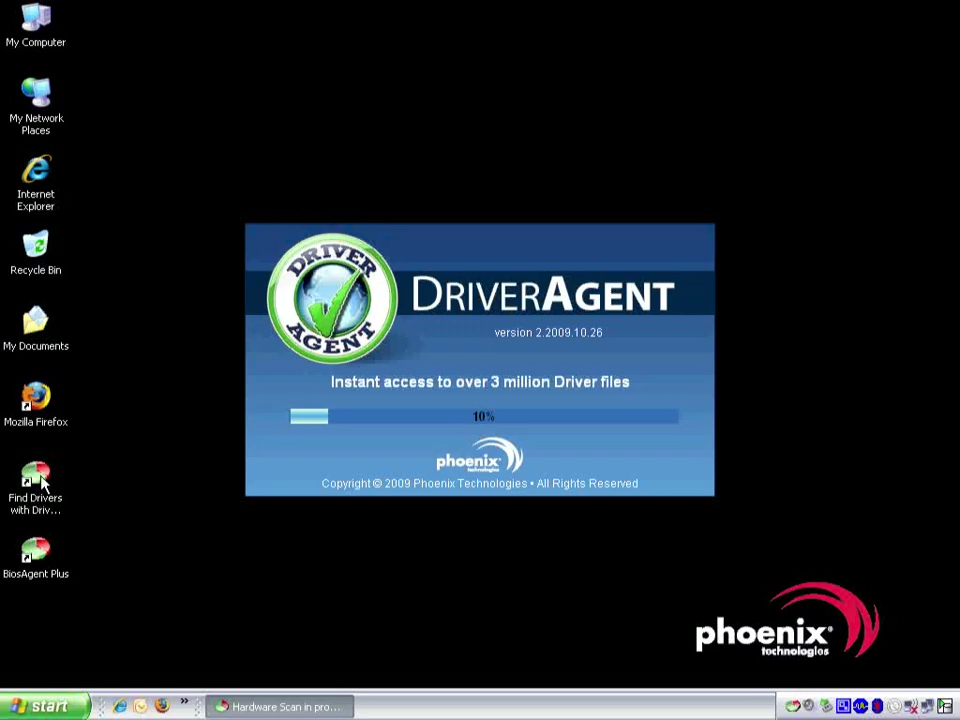 My Computer
My Network
Places
Internet
Explorer
Recycle Bin
My Documents
Mozilla Firefox
Find Drivers
with Driv...
BiosAgent Plus
DRIVER
AGENT
DRIVERAGENT
version 2.2009.10.26
Instant access to over 3 million Driver files
10%
phoenix
technologies
Copyright © 2009 Phoenix Technologies • All Rights Reserved
phoenix®
technologies
start
Hardware Scan in pro...